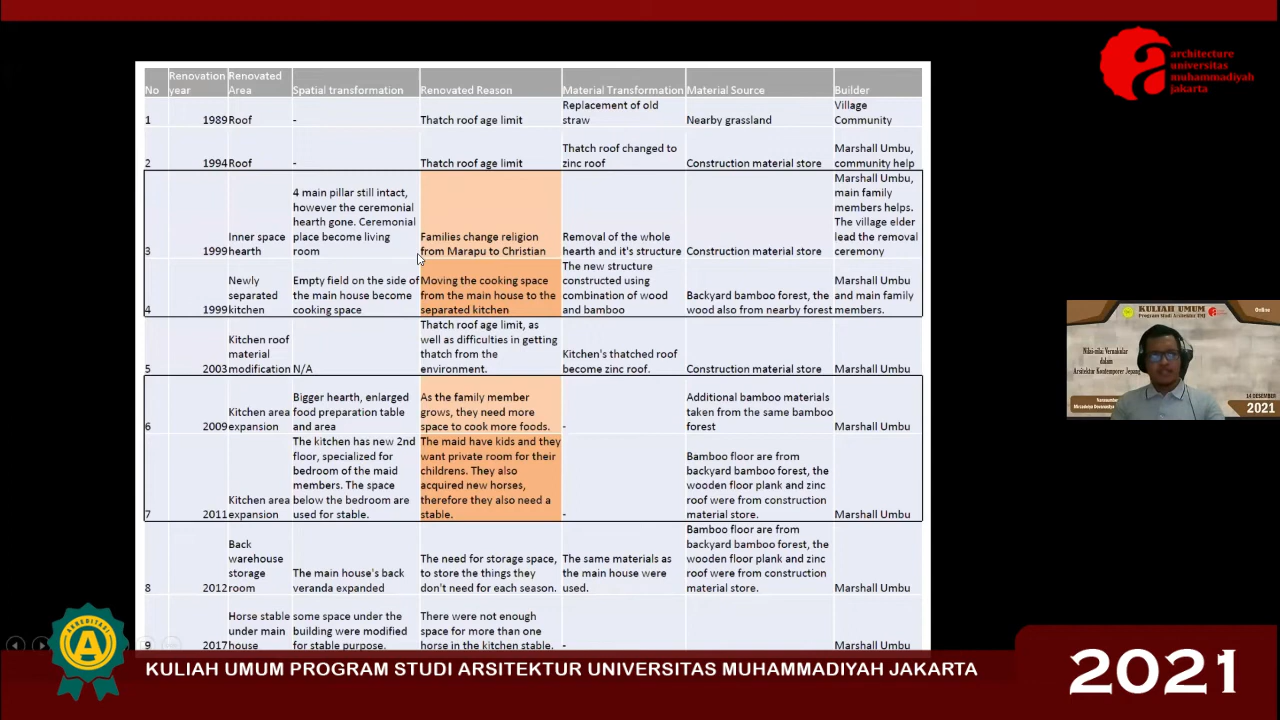 architecture
universitas
muhammadiyah
jakarta
No
Renovation year
Renovated Area
Spatial transformation
Renovated Reason
Material Transformation
Material Source
Builder
1
1989
Roof
-
Thatch roof age limit
Replacement of old
straw
Nearby grassland
Village
Community
2
1994
Roof
-
Thatch roof age limit
Thatch roof changed to
zinc roof
Construction material store
Marshall Umbu,
community help
3
1999
Inner space
hearth
4 main pillar still intact,
however the ceremonial
hearth gone. Ceremonial
place become living
room
Families change religion
from Marapu to Christian
Removal of the whole
hearth and it's structure
Construction material store
Marshall Umbu,
main family
members helps.
The village elder
lead the removal
ceremony
4
1999
Newly
separated
kitchen
Empty field on the side of
the main house become
cooking space
Moving the cooking space
from the main house to the
separated kitchen
The new structure
constructed using
combination of wood
and bamboo
Backyard bamboo forest, the
wood also from nearby forest
Marshall Umbu
and main family
members.
5
2003
Kitchen roof
material
modification
N/A
Thatch roof age limit, as
well as difficulties in getting
thatch from the
environment.
Kitchen's thatched roof
become zinc roof.
Construction material store
Marshall Umbu
6
2009
Kitchen area
expansion
Bigger hearth, enlarged
food preparation table
and area
As the family member
grows, they need more
space to cook more foods.
-
Additional bamboo materials
taken from the same bamboo
forest
Marshall Umbu
7
2011
Kitchen area
expansion
The kitchen has new 2nd
floor, specialized for
bedroom of the maid
members. The space
below the bedroom are
used for stable.
The maid have kids and they
want private room for their
childrens. They also
acquired new horses,
therefore they also need a
stable.
-
Bamboo floor are from
backyard bamboo forest, the
wooden floor plank and zinc
roof were from construction
material store.
Marshall Umbu
8
2012
Back
warehouse
storage
room
The main house's back
veranda expanded
The need for storage space,
to store the things they
don't need for each season.
The same materials as
the main house were
used.
Bamboo floor are from
backyard bamboo forest, the
wooden floor plank and zinc
roof were from construction
material store.
Marshall Umbu
9
2017
Horse stable
under main
house
some space under the
building were modified
for stable purpose.
There were not enough
space for more than one
horse in the kitchen stable.
-
Marshall Umbu
KULIAH UMUM
Program Studi Arsitektur UMJ
Online
Nilai-nilai Vernakular
dalam
Arsitektur Kontemporer Jepang
14 DESEMBER
2021
AKREDITASI
A
KULIAH UMUM PROGRAM STUDI ARSITEKTUR UNIVERSITAS MUHAMMADIYAH JAKARTA
2021